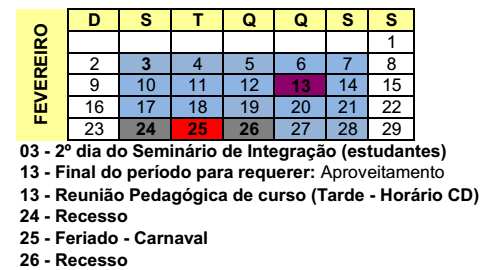 FEVEREIRO
D S T Q Q S S
1
2 3 4 5 6 7 8
9 10 11 12 13 14 15
16 17 18 19 20 21 22
23 24 25 26 27 28 29
03 - 2º dia do Seminário de Integração (estudantes)
13 - Final do período para requerer: Aproveitamento
13 - Reunião Pedagógica de curso (Tarde - Horário CD)
24 - Recesso
25 - Feriado - Carnaval
26 - Recesso